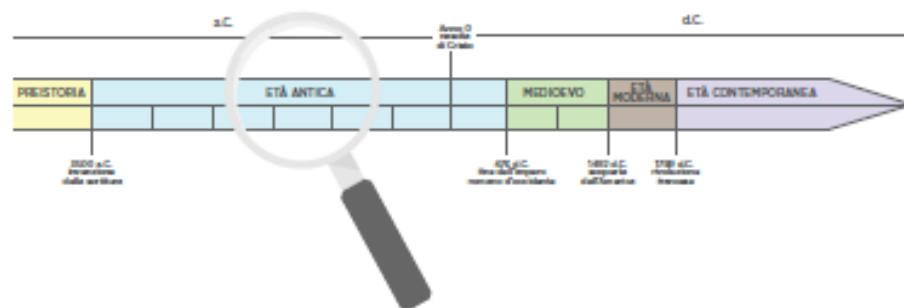 a.C.
d.C.
Anno 0
nascita
di Cristo
PREISTORIA
ETÀ ANTICA
MEDIOEVO
ETÀ
MODERNA
ETÀ CONTEMPORANEA
3500 a.C.
invenzione
della scrittura
476 d.C.
fine dell'impero
romano d'occidente
1492 d.C.
scoperta
dell'America
1789 d.C.
rivoluzione
francese